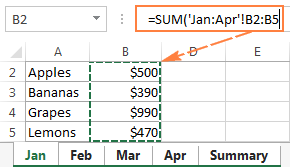 B2 =SUM('Jan:Apr'!B2:B5
A B D E
2 Apples $500
3 Bananas $390
4 Grapes $990
5 Lemons $470
Jan Feb Mar Apr Summary